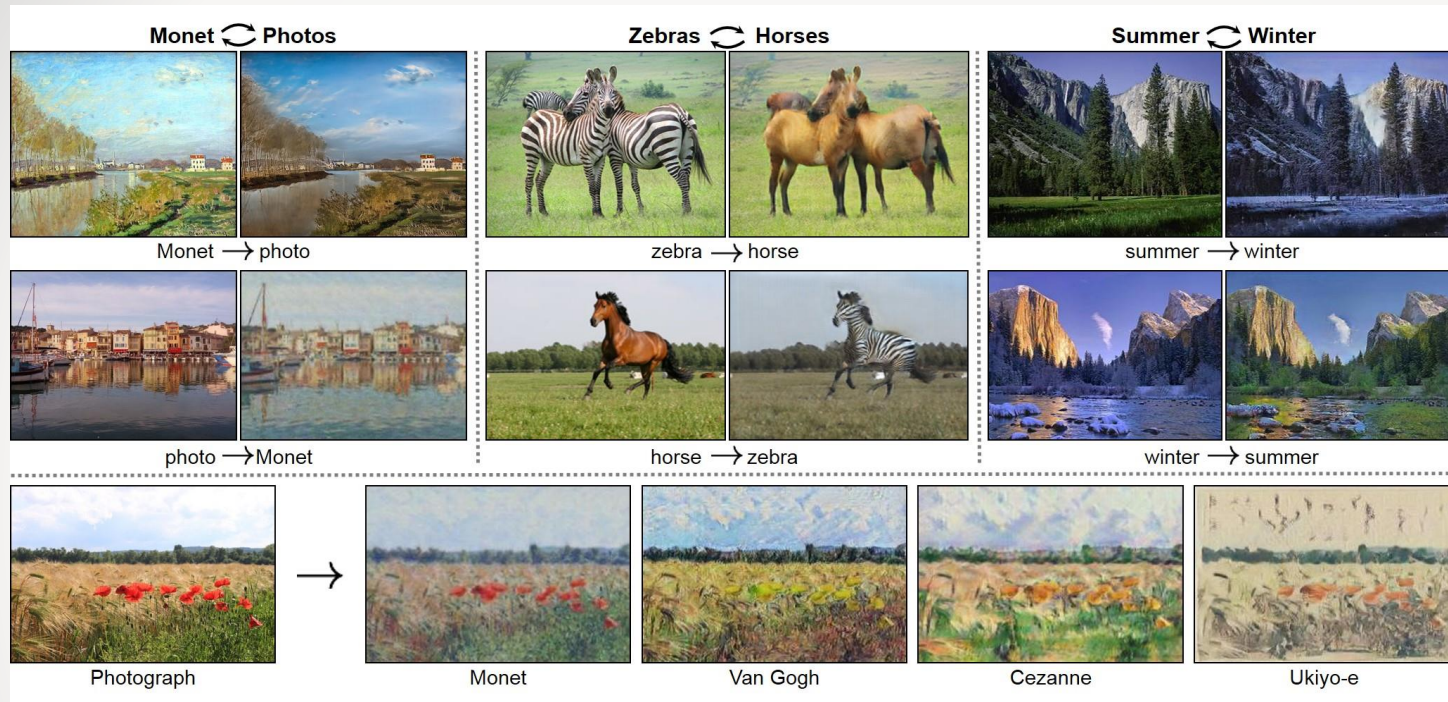 Monet Photos
Zebras Horses
Summer Winter
Monet → photo
zebra → horse
summer → winter
photo → Monet
horse → zebra
winter → summer
→
Photograph
Monet
Van Gogh
Cezanne
Ukiyo-e